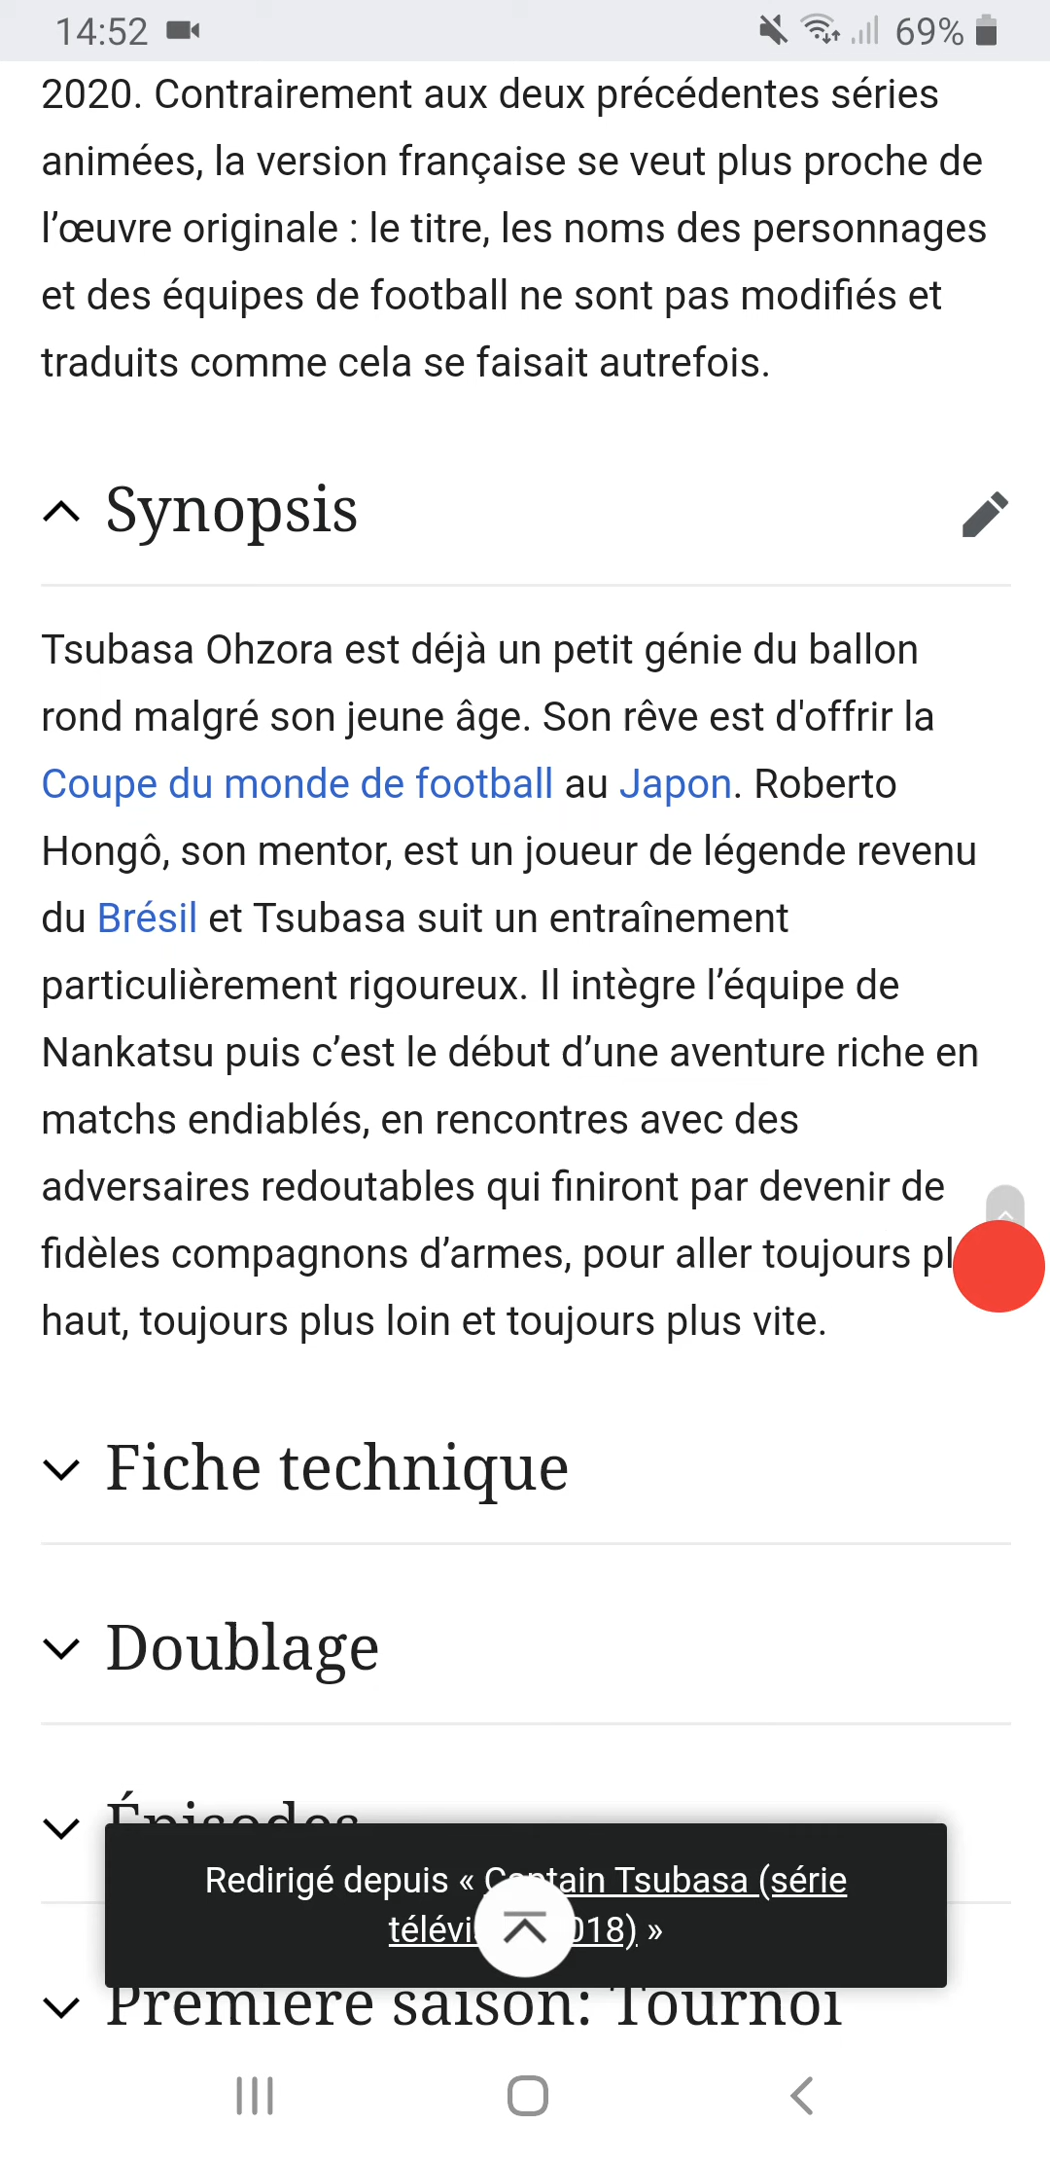 14:52
69%
2020. Contrairement aux deux précédentes séries
animées, la version française se veut plus proche de
l’œuvre originale : le titre, les noms des personnages
et des équipes de football ne sont pas modifiés et
traduits comme cela se faisait autrefois.
Synopsis
Tsubasa Ohzora est déjà un petit génie du ballon
rond malgré son jeune âge. Son rêve est d'offrir la
Coupe du monde de football au Japon. Roberto
Hongô, son mentor, est un joueur de légende revenu
du Brésil et Tsubasa suit un entraînement
particulièrement rigoureux. Il intègre l’équipe de
Nankatsu puis c’est le début d’une aventure riche en
matchs endiablés, en rencontres avec des
adversaires redoutables qui finiront par devenir de
fidèles compagnons d’armes, pour aller toujours pl
haut, toujours plus loin et toujours plus vite.
Fiche technique
Doublage
Épisodes
Redirigé depuis « Captain Tsubasa (série
018) »
Première saison: Tournoi